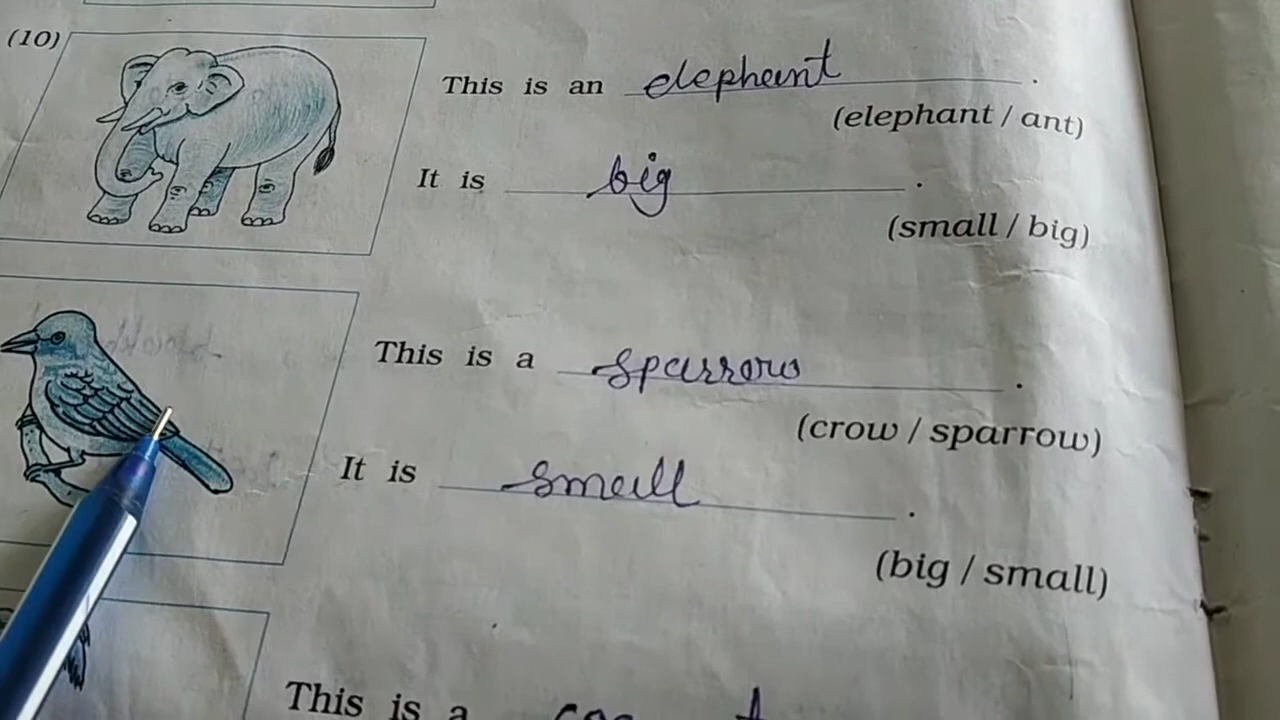 (10)
This is an elephant .
(elephant / ant)
It is big .
(small / big)
This is a sparrow .
(crow / sparrow)
It is small .
(big / small)
This is a